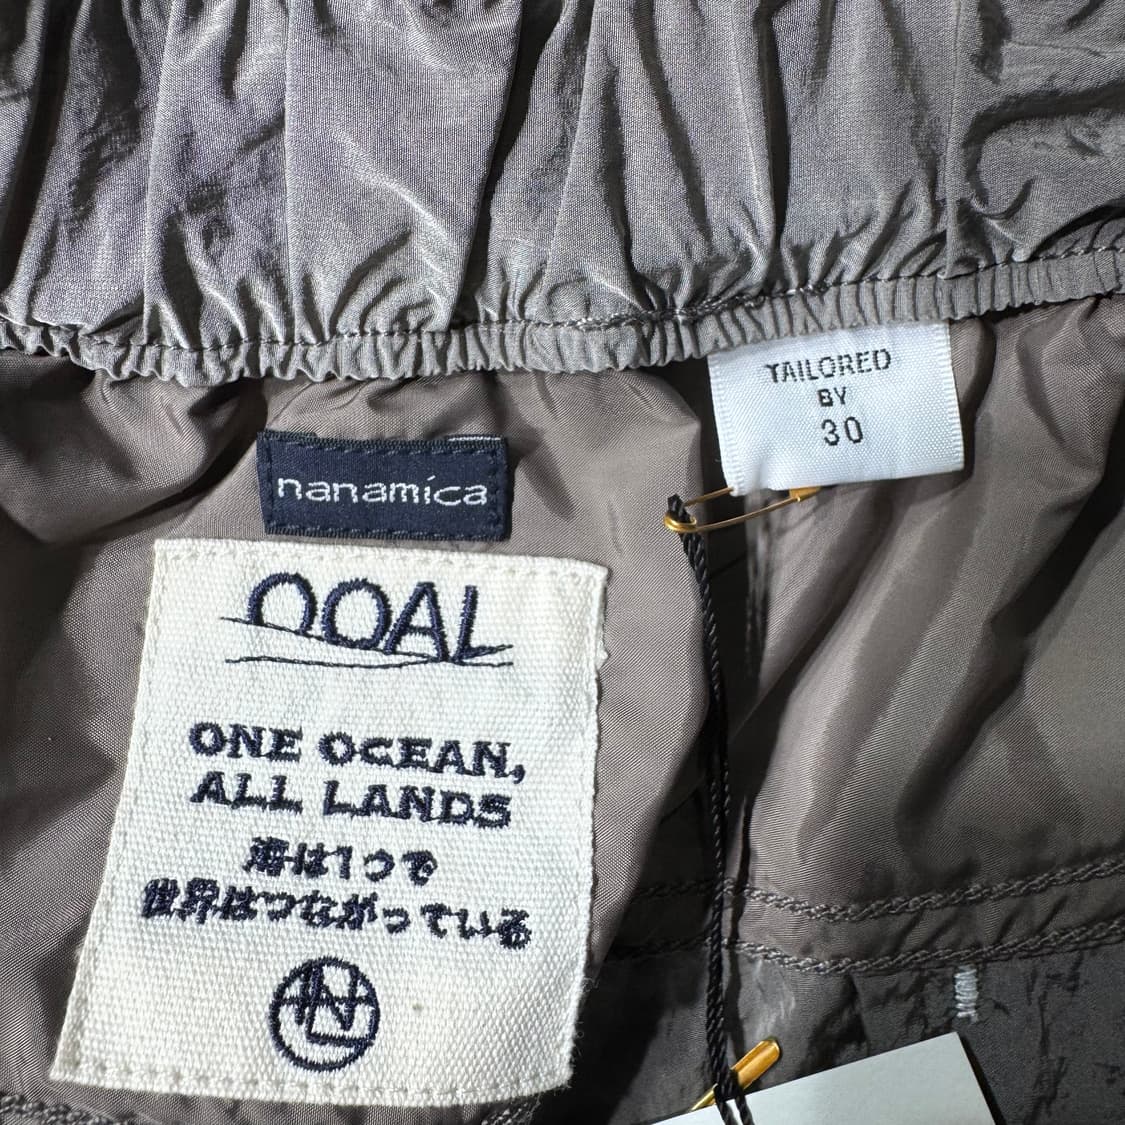 TAILORED
BY
30
nanamica
OOAL
ONE OCEAN,
ALL LANDS
海は1つで
世界はつながっている